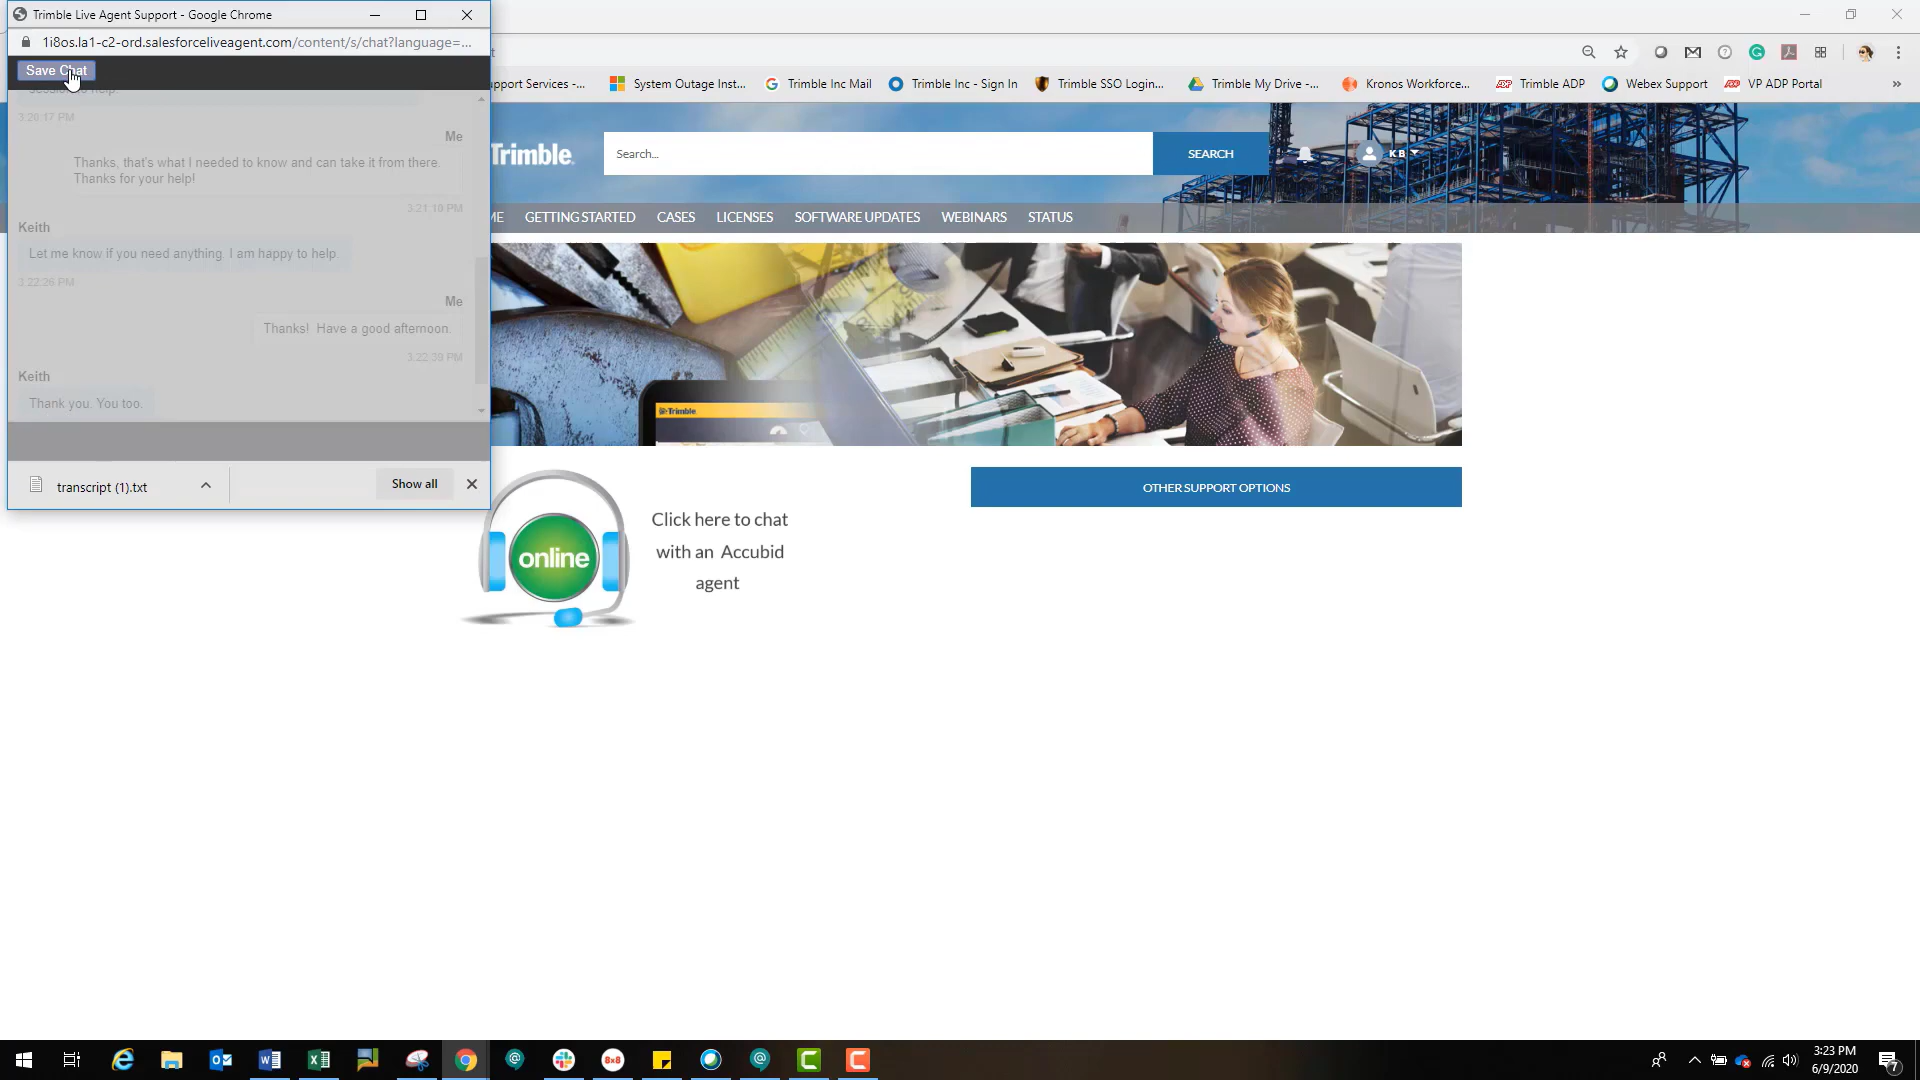 Trimble Live Agent Support - Google Chrome
1i8os.la1-c2-ord.salesforceliveagent.com/content/s/chat?language=...
Save Chat
session to help.
3:20:17 PM
Me
Thanks, that's what I needed to know and can take it from there.
Thanks for your help!
3:21:10 PM
Keith
Let me know if you need anything. I am happy to help.
3:22:26 PM
Me
Thanks!  Have a good afternoon.
3:22:39 PM
Keith
Thank you. You too.
transcript (1).txt
Show all
upport Services -...
System Outage Inst...
Trimble Inc Mail
Trimble Inc - Sign In
Trimble SSO Login...
Trimble My Drive -...
Kronos Workforce...
Trimble ADP
Webex Support
VP ADP Portal
»
Trimble
Search...
SEARCH
KB
ME
GETTING STARTED
CASES
LICENSES
SOFTWARE UPDATES
WEBINARS
STATUS
Trimble
online
Click here to chat
with an Accubid
agent
OTHER SUPPORT OPTIONS
8x8
3:23 PM
6/9/2020
7